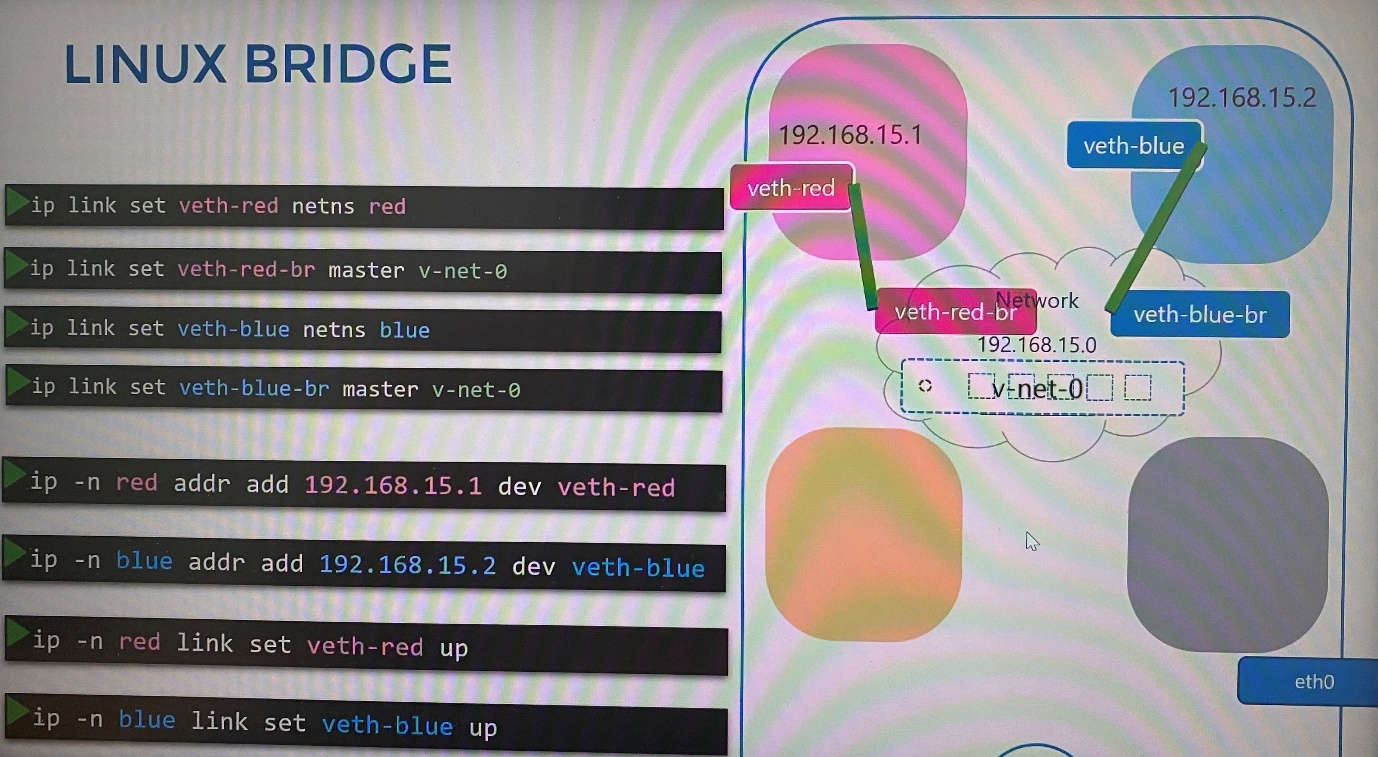 LINUX BRIDGE
ip link set veth-red netns red
ip link set veth-red-br master v-net-0
ip link set veth-blue netns blue
ip link set veth-blue-br master v-net-0
ip -n red addr add 192.168.15.1 dev veth-red
ip -n blue addr add 192.168.15.2 dev veth-blue
ip -n red link set veth-red up
ip -n blue link set veth-blue up
192.168.15.1
veth-red
192.168.15.2
veth-blue
Network
veth-red-br
veth-blue-br
192.168.15.0
v-net-0
eth0